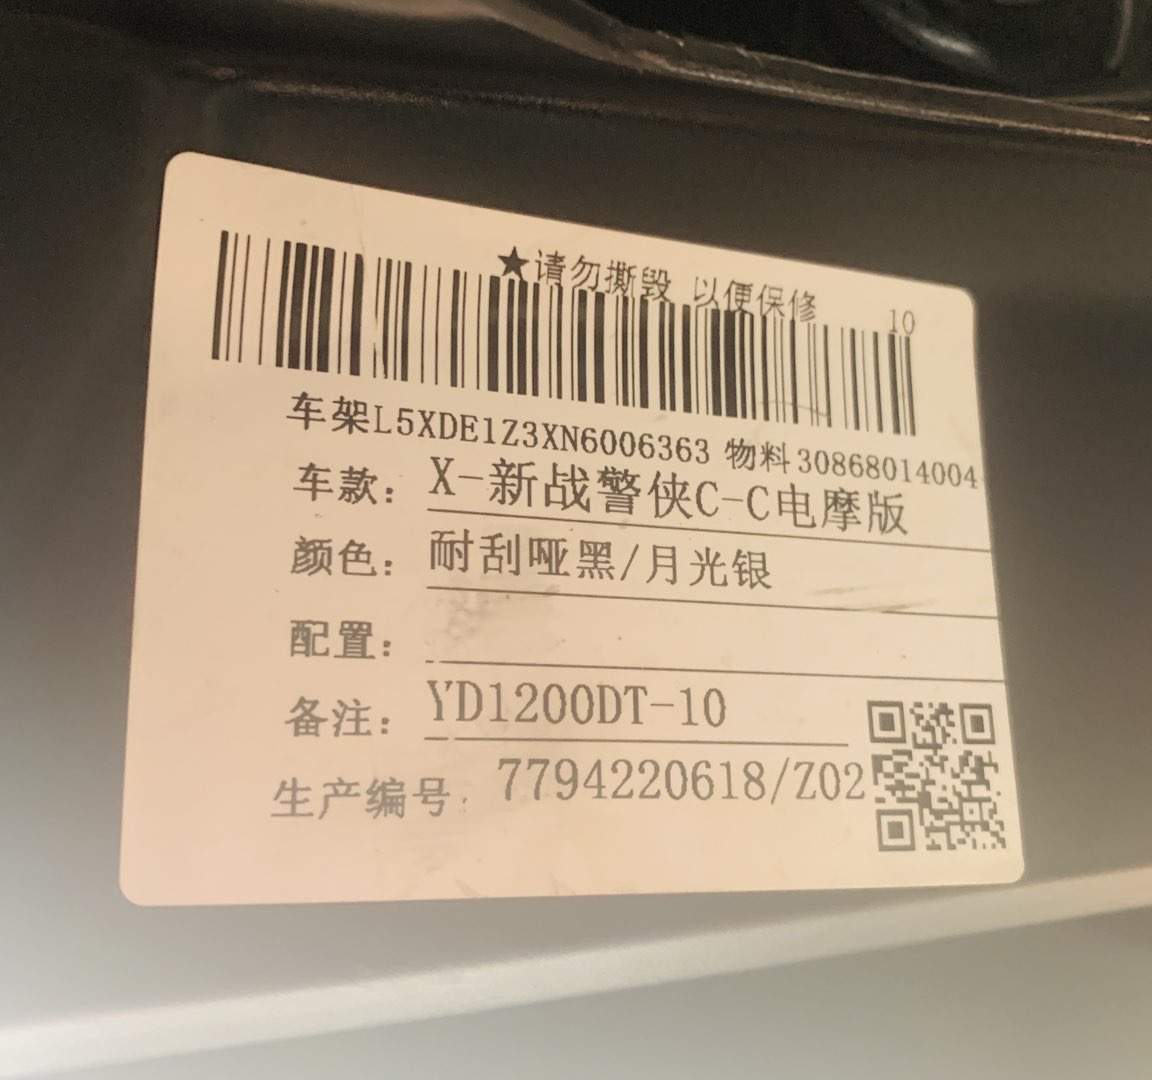 ★请勿撕毁 以便保修 10
车架L5XDE1Z3XN6006363 物料30868014004
车款：X-新战警侠C-C电摩版
颜色：耐刮哑黑/月光银
配置：
备注：YD1200DT-10
生产编号：7794220618/Z02